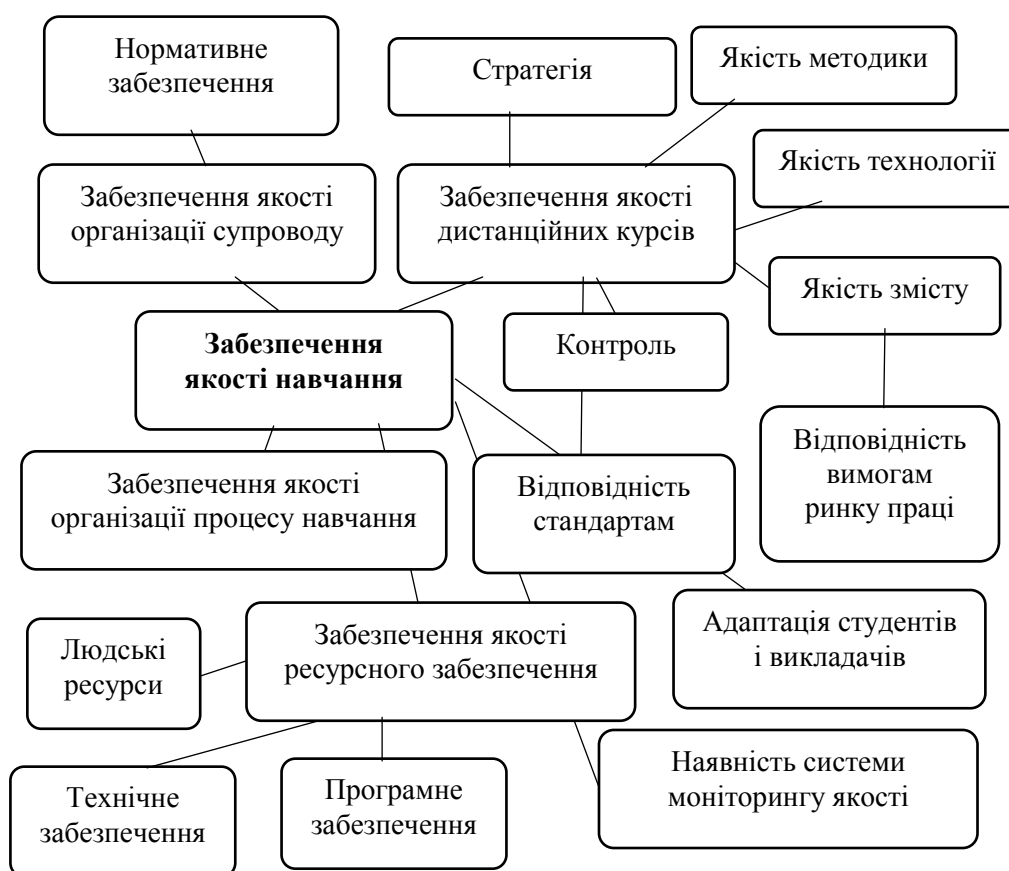 Нормативне
забезпечення
Стратегія
Якість методики
Якість технології
Забезпечення якості
організації супроводу
Забезпечення якості
дистанційних курсів
Якість змісту
Забезпечення
якості навчання
Контроль
Відповідність
вимогам
ринку праці
Забезпечення якості
організації процесу навчання
Відповідність
стандартам
Адаптація студентів
і викладачів
Людські
ресурси
Забезпечення якості
ресурсного забезпечення
Наявність системи
моніторингу якості
Технічне
забезпечення
Програмне
забезпечення